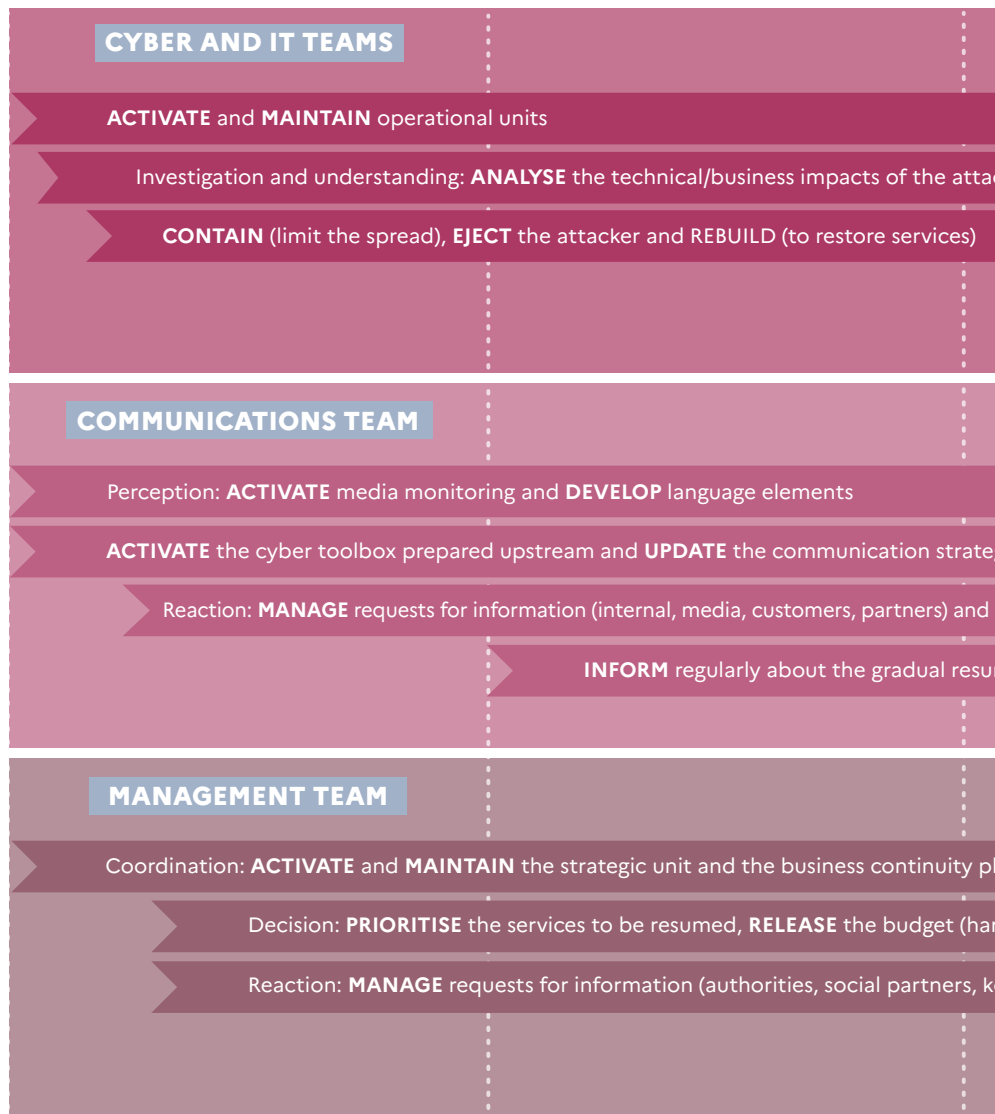 CYBER AND IT TEAMS
ACTIVATE and MAINTAIN operational units
Investigation and understanding: ANALYSE the technical/business impacts of the
CONTAIN (limit the spread), EJECT the attacker and REBUILD (to restore services)
COMMUNICATIONS TEAM
Perception: ACTIVATE media monitoring and DEVELOP language elements
ACTIVATE the cyber toolbox prepared upstream and UPDATE the communication
Reaction: MANAGE requests for information (internal, media, customers, partners) and
INFORM regularly about the gradual
MANAGEMENT TEAM
Coordination: ACTIVATE and MAINTAIN the strategic unit and the business continuity
Decision: PRIORITISE the services to be resumed, RELEASE the budget
Reaction: MANAGE requests for information (authorities, social partners,